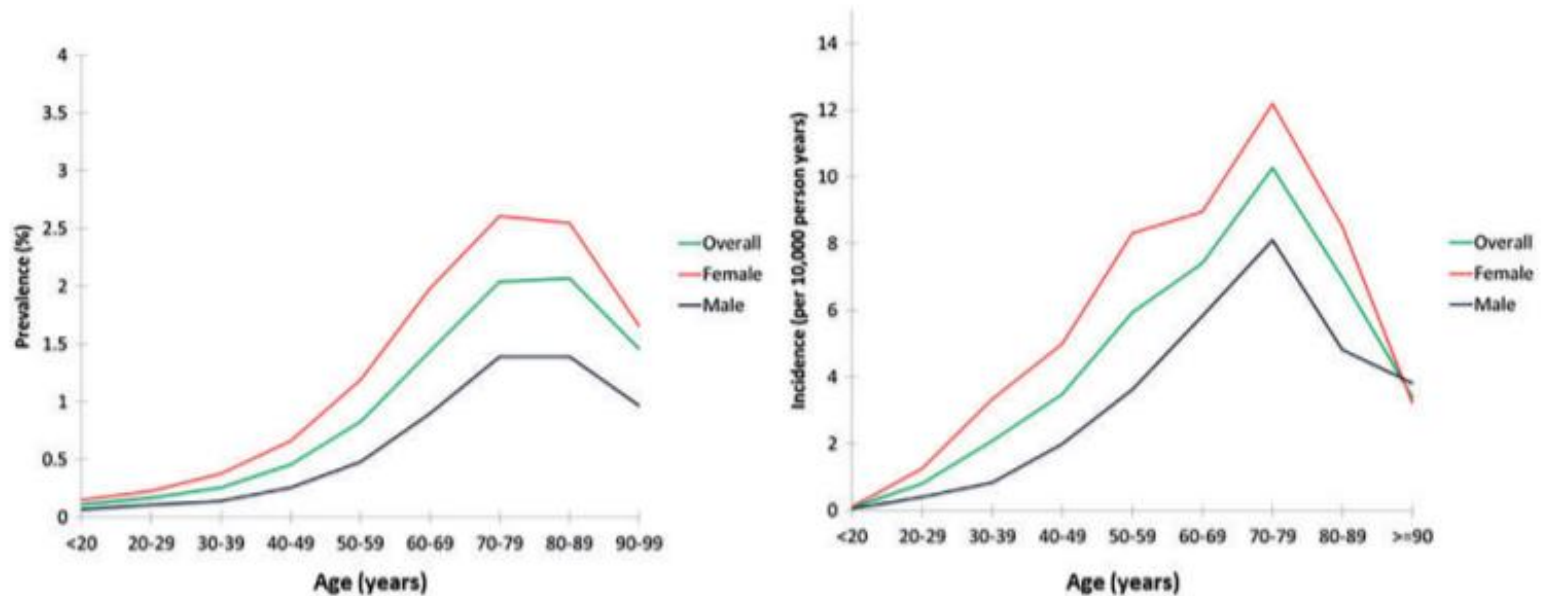 4
3.5
3
2.5
2
1.5
1
0.5
0
Prevalence (%)
<20 20-29 30-39 40-49 50-59 60-69 70-79 80-89 90-99
Age (years)
Overall
Female
Male
14
12
10
8
6
4
2
0
Incidence (per 10,000 person years)
<20 20-29 30-39 40-49 50-59 60-69 70-79 80-89 >=90
Age (years)
Overall
Female
Male